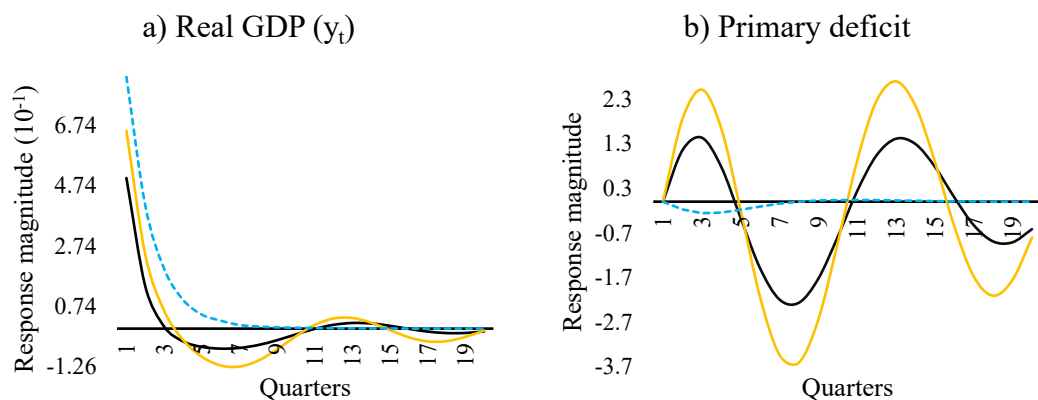 a) Real GDP (yt)
Response magnitude (10-1)
6.74
4.74
2.74
0.74
-1.26
1 3 5 7 9 11 13 15 17 19
Quarters
b) Primary deficit
Response magnitude
2.3
1.3
0.3
-0.7
-1.7
-2.7
-3.7
1 3 5 7 9 11 13 15 17 19
Quarters